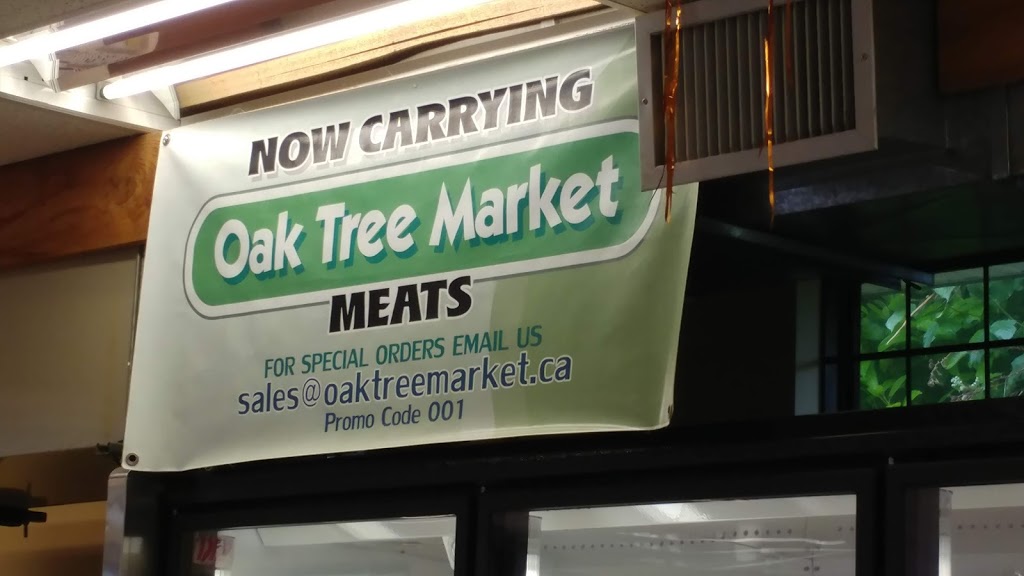 NOW CARRYING
Oak Tree Market
MEATS
FOR SPECIAL ORDERS EMAIL US
sales@oaktreemarket.ca
Promo Code 001